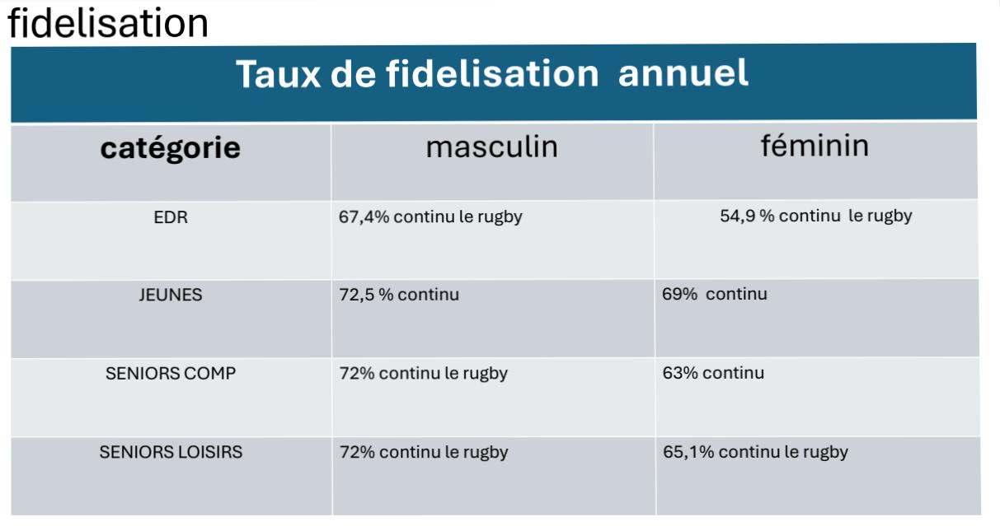 fidelisation
Taux de fidelisation  annuel
catégorie masculin féminin
EDR 67,4% continu le rugby 54,9 % continu  le rugby
JEUNES 72,5 % continu 69%  continu
SENIORS COMP 72% continu le rugby 63% continu
SENIORS LOISIRS 72% continu le rugby 65,1% continu le rugby